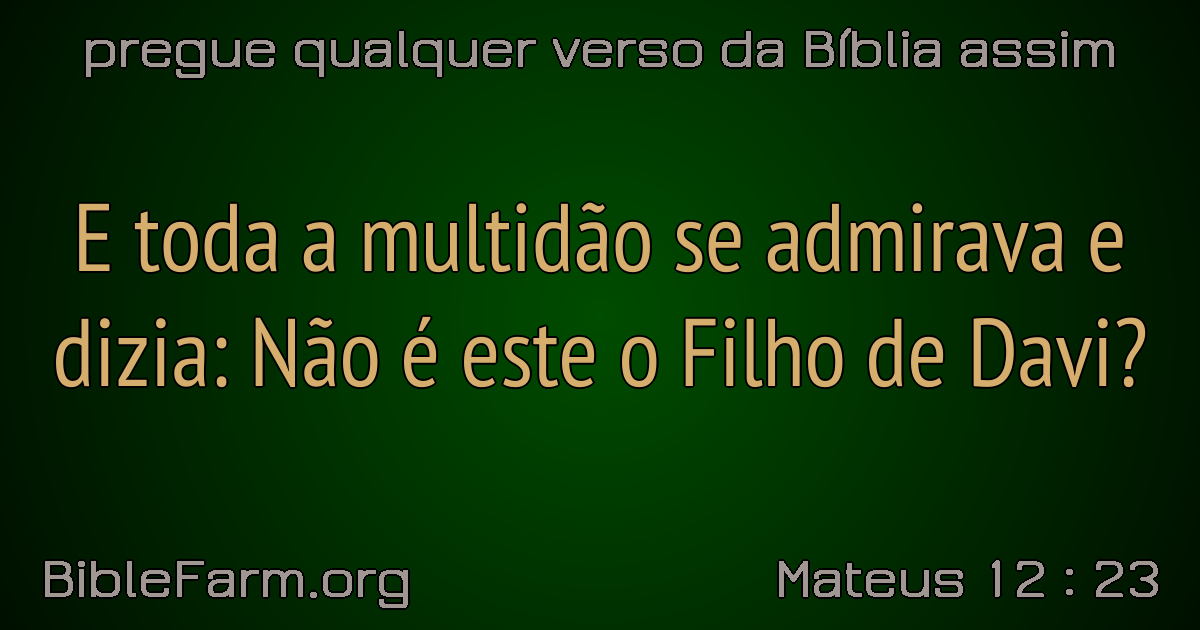 pregue qualquer verso da Bíblia assim
E toda a multidão se admirava e
dizia: Não é este o Filho de Davi?
BibleFarm.org
Mateus 12 : 23